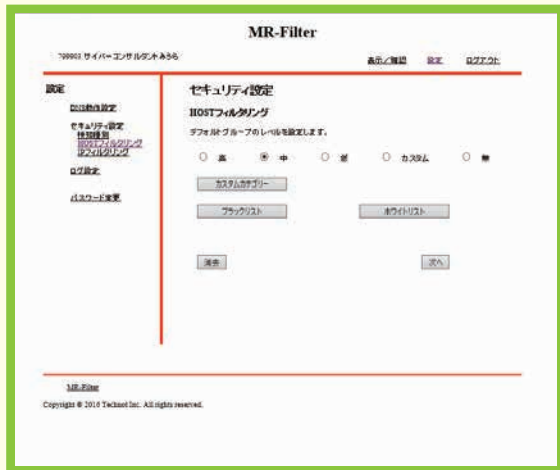 MR-Filter
799903 サイバーコンサルタントみらら
表示/確認 設定 ログアウト
設定
DNS動作設定
セキュリティ設定
検知種別
HOSTフィルタリング
IPフィルタリング
ログ設定
パスワード変更
セキュリティ設定
HOSTフィルタリング
デフォルトグループのレベルを設定します。
高 中 低 カスタム 無
カスタムカテゴリー
ブラックリスト ホワイトリスト
消去 次へ
MR-Filter
Copyright © 2016 Technol Inc. All rights reserved.